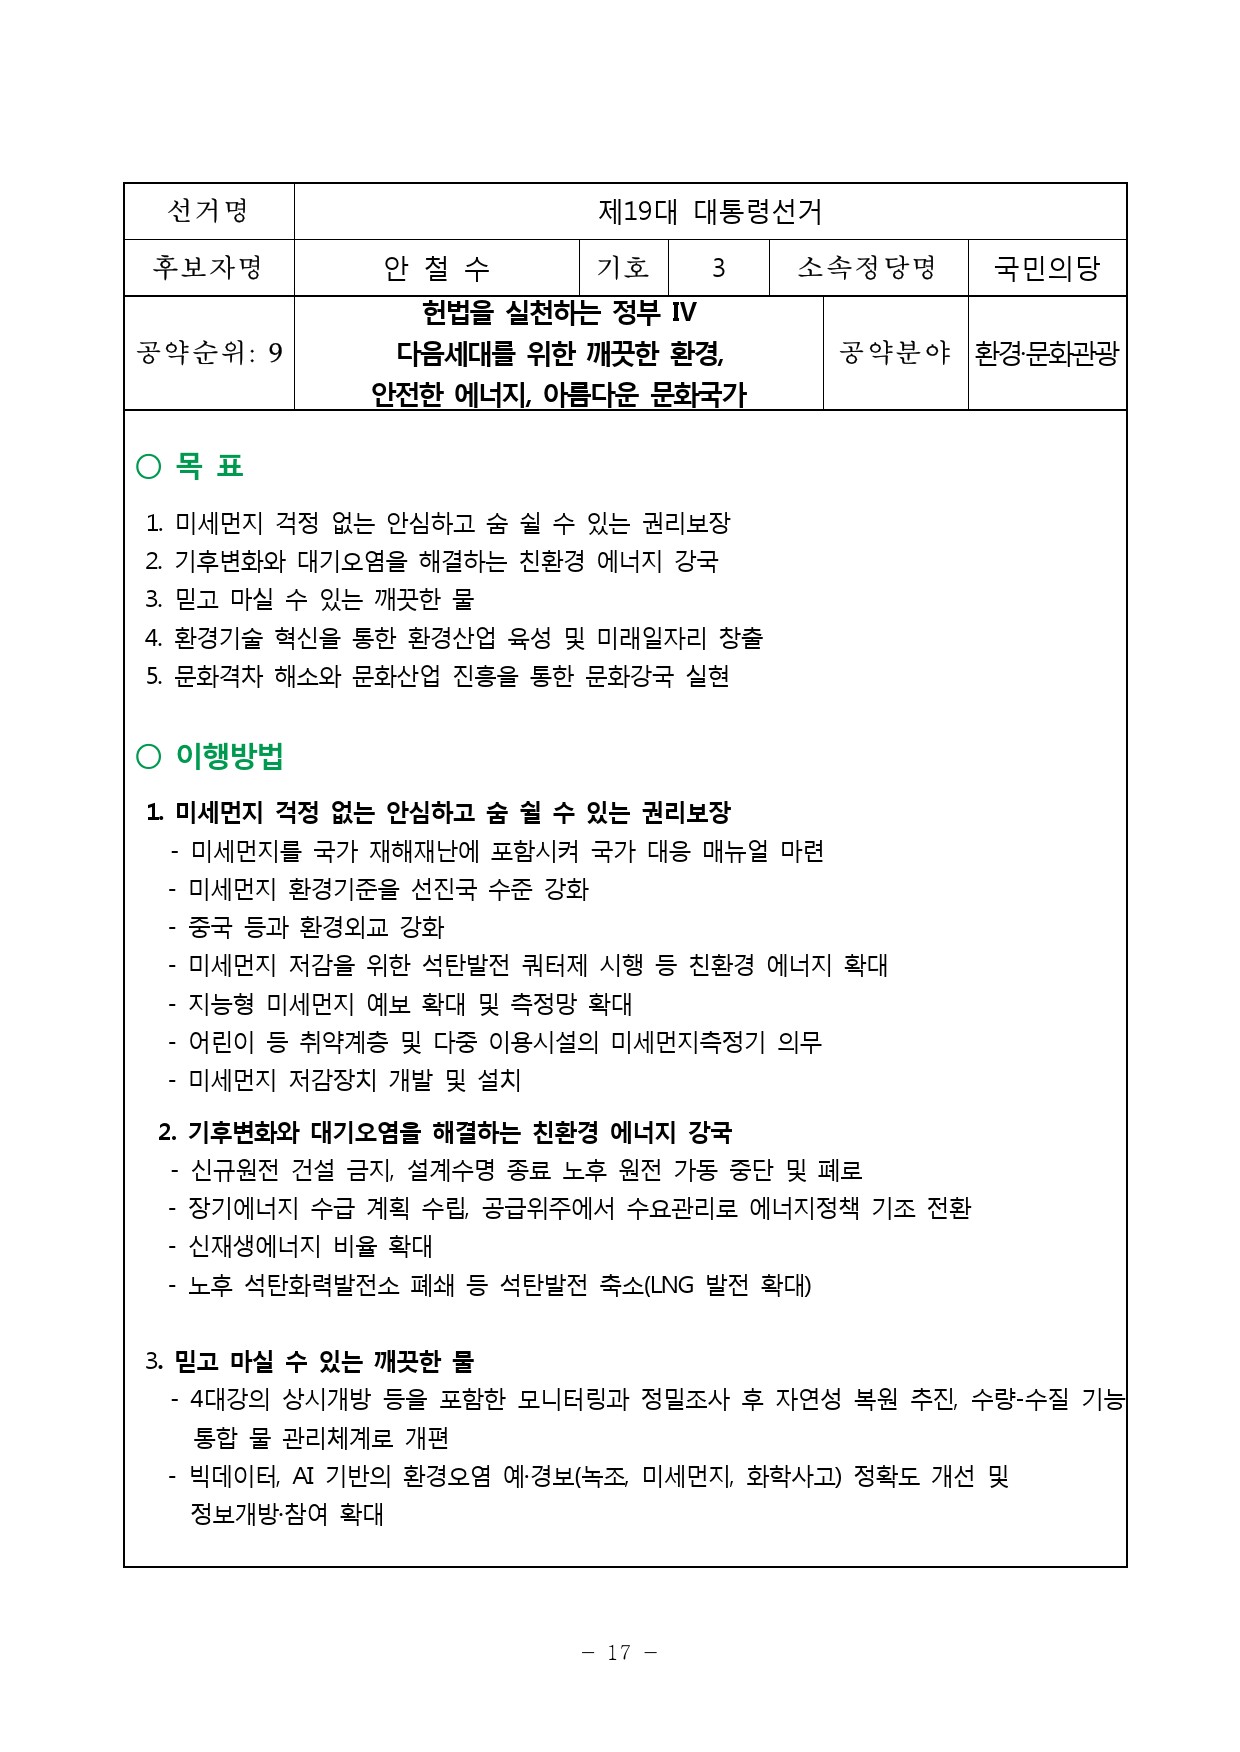 선거명 제19대 대통령선거
후보자명 안 철 수 기호 3 소속정당명 국민의당
공약순위: 9 헌법을 실천하는 정부 Ⅳ
다음세대를 위한 깨끗한 환경,
안전한 에너지, 아름다운 문화국가
공약분야 환경·문화관광
○ 목 표
1. 미세먼지 걱정 없는 안심하고 숨 쉴 수 있는 권리보장
2. 기후변화와 대기오염을 해결하는 친환경 에너지 강국
3. 믿고 마실 수 있는 깨끗한 물
4. 환경기술 혁신을 통한 환경산업 육성 및 미래일자리 창출
5. 문화격차 해소와 문화산업 진흥을 통한 문화강국 실현
○ 이행방법
1. 미세먼지 걱정 없는 안심하고 숨 쉴 수 있는 권리보장
- 미세먼지를 국가 재해재난에 포함시켜 국가 대응 매뉴얼 마련
- 미세먼지 환경기준을 선진국 수준 강화
- 중국 등과 환경외교 강화
- 미세먼지 저감을 위한 석탄발전 쿼터제 시행 등 친환경 에너지 확대
- 지능형 미세먼지 예보 확대 및 측정망 확대
- 어린이 등 취약계층 및 다중 이용시설의 미세먼지측정기 의무
- 미세먼지 저감장치 개발 및 설치
2. 기후변화와 대기오염을 해결하는 친환경 에너지 강국
- 신규원전 건설 금지, 설계수명 종료 노후 원전 가동 중단 및 폐로
- 장기에너지 수급 계획 수립, 공급위주에서 수요관리로 에너지정책 기조 전환
- 신재생에너지 비율 확대
- 노후 석탄화력발전소 폐쇄 등 석탄발전 축소(LNG 발전 확대)
3. 믿고 마실 수 있는 깨끗한 물
- 4대강의 상시개방 등을 포함한 모니터링과 정밀조사 후 자연성 복원 추진, 수량-수질 기능
통합 물 관리체계로 개편
- 빅데이터, AI 기반의 환경오염 예·경보(녹조, 미세먼지, 화학사고) 정확도 개선 및
정보개방·참여 확대
- 17 -